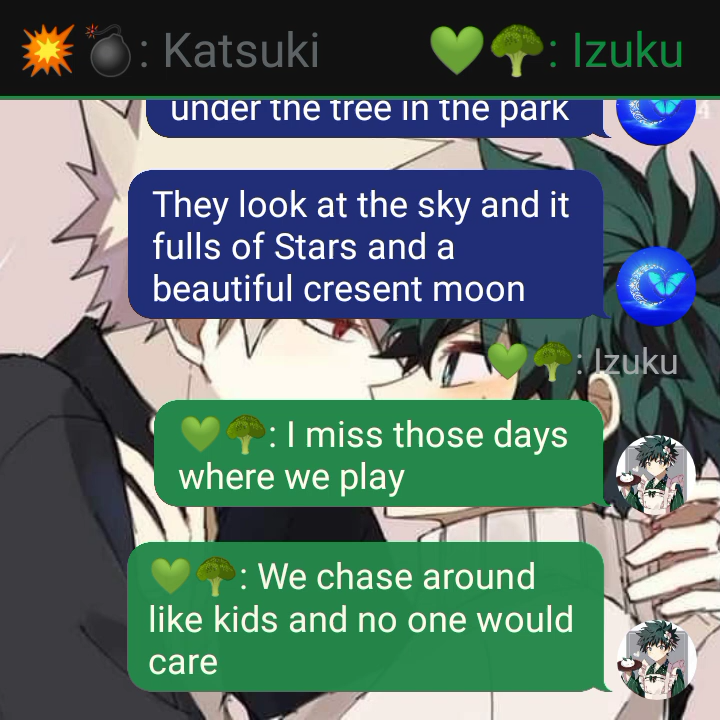 💥💣: Katsuki
💚🥦: Izuku
under the tree in the park
They look at the sky and it
fulls of Stars and a
beautiful cresent moon
💚🥦: Izuku
💚🥦: I miss those days
where we play
💚🥦: We chase around
like kids and no one would
care